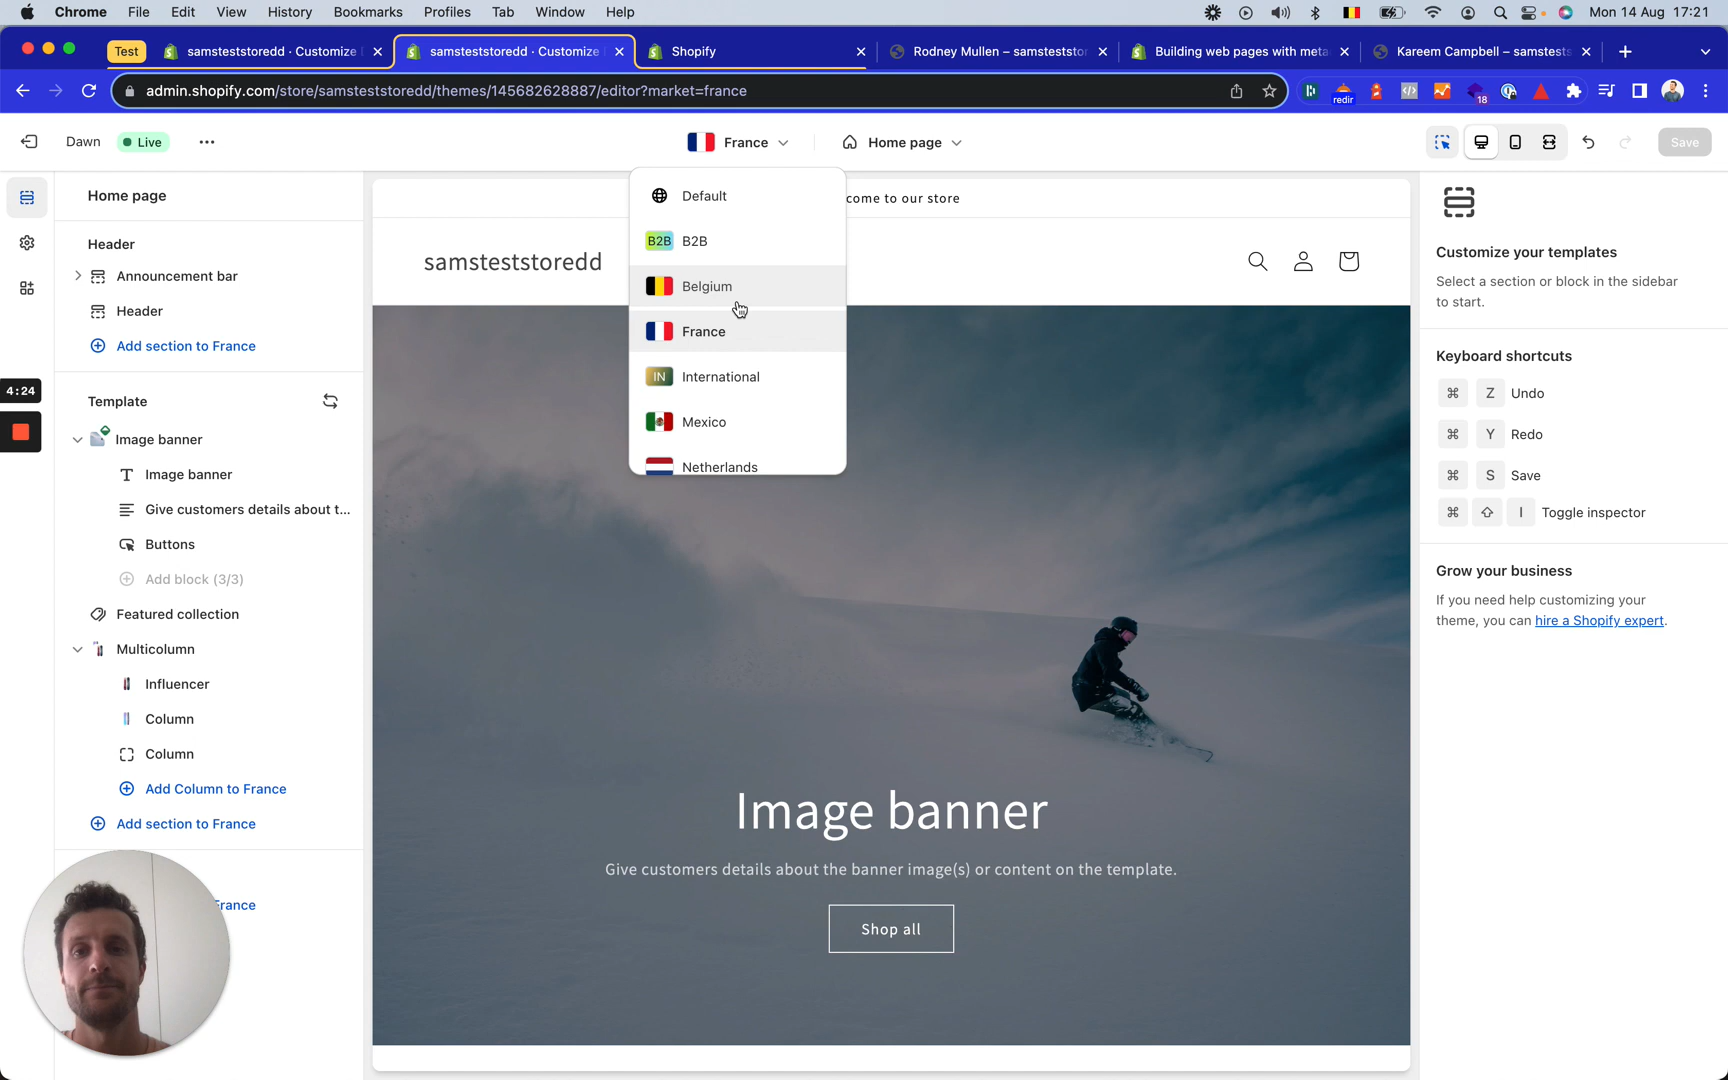 Chrome File Edit View History Bookmarks Profiles Tab Window Help Mon 14 Aug 17:21
Test samsteststoredd · Customize samsteststoredd · Customize Shopify Rodney Mullen – samsteststor Building web pages with meta Kareem Campbell – samstests
admin.shopify.com/store/samsteststoredd/themes/145682628887/editor?market=france redir 18
Dawn Live France Home page Save
Home page
Header
Announcement bar
Header
Add section to France
4:24
Template
Image banner
Image banner
Give customers details about t...
Buttons
Add block (3/3)
Featured collection
Multicolumn
Influencer
Column
Column
Add Column to France
Add section to France
France
Default
B2B B2B
Belgium
France
IN International
Mexico
Netherlands
come to our store
samsteststoredd
Image banner
Give customers details about the banner image(s) or content on the template.
Shop all
Customize your templates
Select a section or block in the sidebar
to start.
Keyboard shortcuts
⌘ Z Undo
⌘ Y Redo
⌘ S Save
⌘ ⇧ I Toggle inspector
Grow your business
If you need help customizing your
theme, you can hire a Shopify expert.